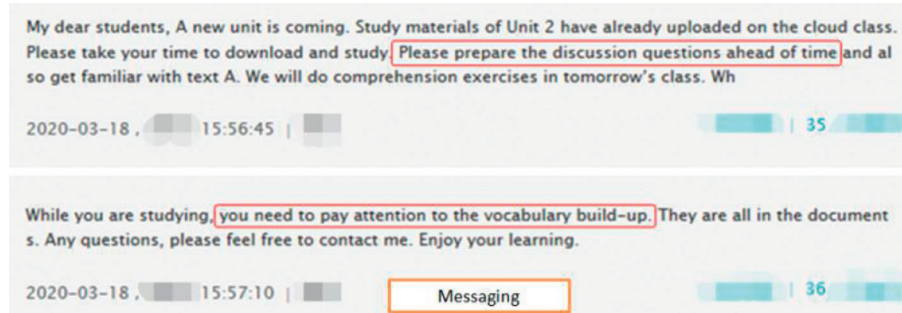 My dear students, A new unit is coming. Study materials of Unit 2 have already uploaded on the cloud class.
Please take your time to download and study. Please prepare the discussion questions ahead of time and al
so get familiar with text A. We will do comprehension exercises in tomorrow's class. Wh
2020-03-18 , 15:56:45 | | 35
While you are studying, you need to pay attention to the vocabulary build-up. They are all in the document
s. Any questions, please feel free to contact me. Enjoy your learning.
2020-03-18 , 15:57:10 | Messaging | 36